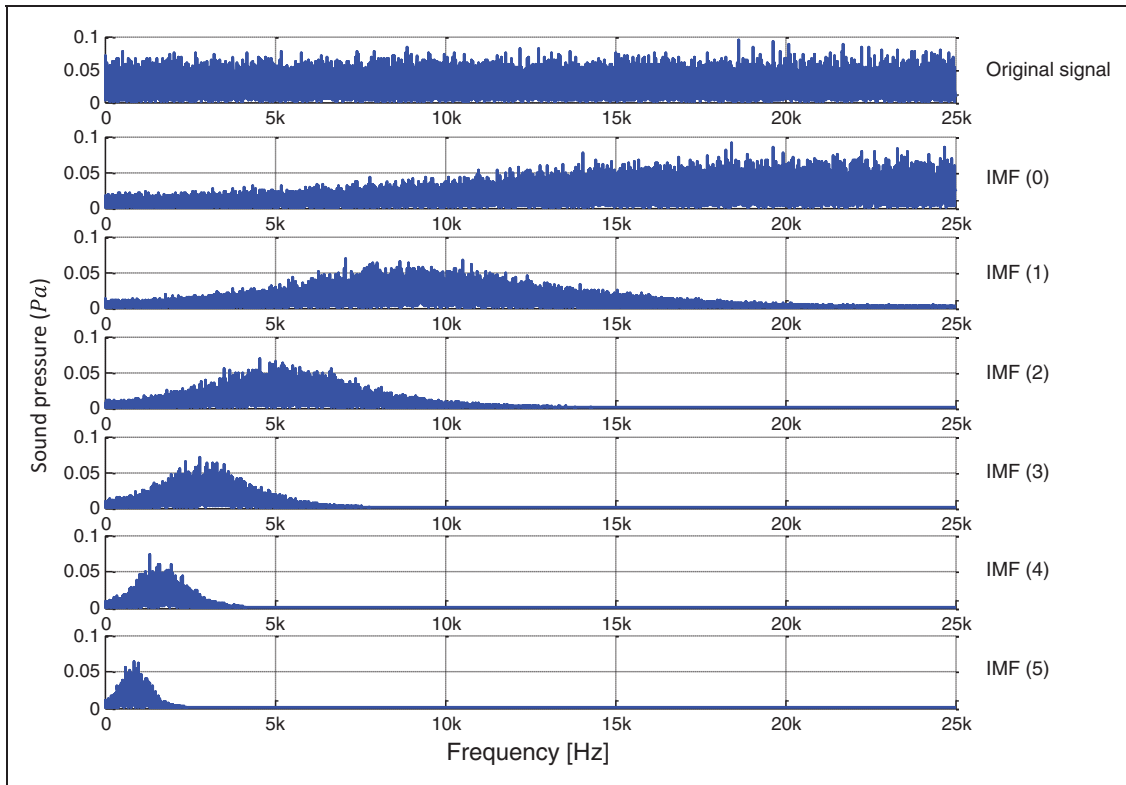 0.1
0.05
0
0 5k 10k 15k 20k 25k
Original signal
0.1
0.05
0
0 5k 10k 15k 20k 25k
IMF (0)
0.1
0.05
0
0 5k 10k 15k 20k 25k
IMF (1)
0.1
0.05
0
0 5k 10k 15k 20k 25k
IMF (2)
0.1
0.05
0
0 5k 10k 15k 20k 25k
IMF (3)
0.1
0.05
0
0 5k 10k 15k 20k 25k
IMF (4)
0.1
0.05
0
0 5k 10k 15k 20k 25k
IMF (5)
Sound pressure (Pa)
Frequency [Hz]